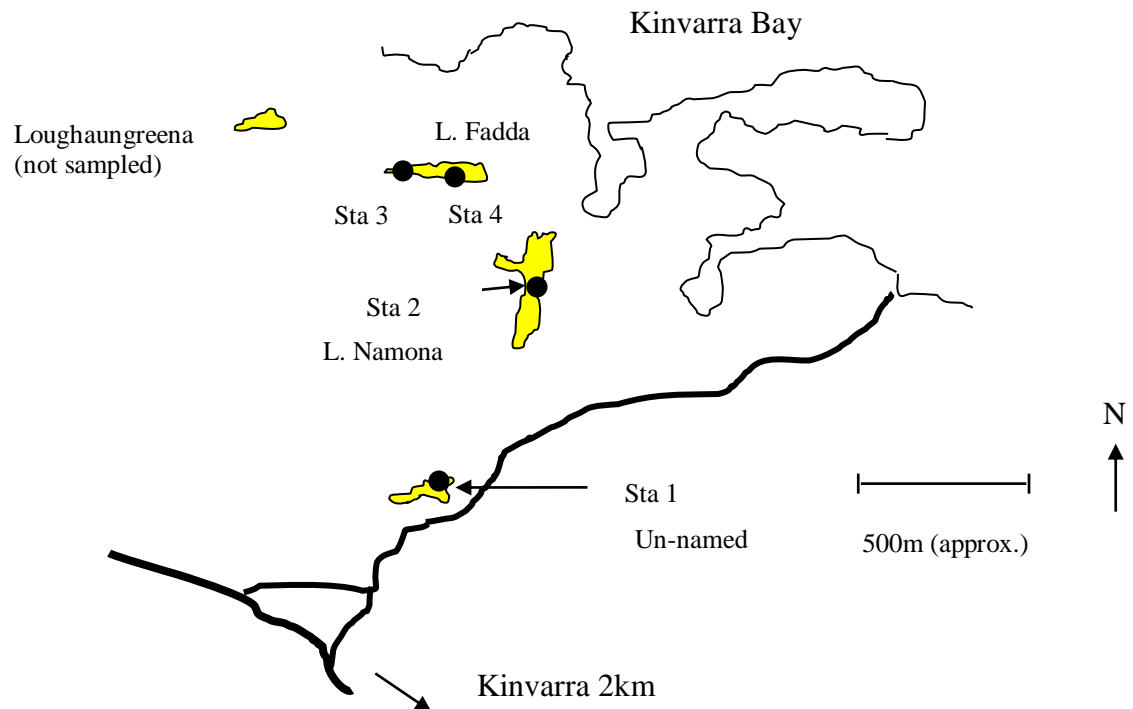 Kinvarra Bay
Loughaungreena
(not sampled)
L. Fadda
Sta 3
Sta 4
Sta 2
L. Namona
N
Sta 1
Un-named
500m (approx.)
Kinvarra 2km